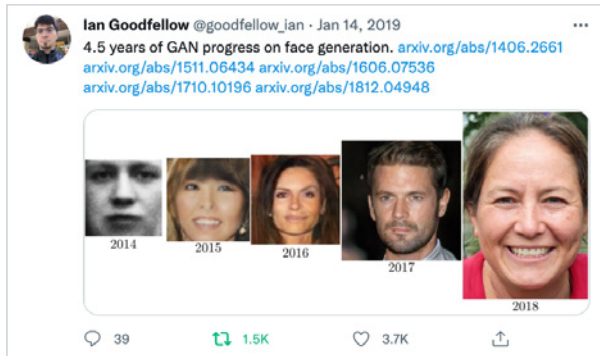 Ian Goodfellow @goodfellow_ian · Jan 14, 2019
4.5 years of GAN progress on face generation. arxiv.org/abs/1406.2661
arxiv.org/abs/1511.06434 arxiv.org/abs/1606.07536
arxiv.org/abs/1710.10196 arxiv.org/abs/1812.04948
2014
2015
2016
2017
2018
39 1.5K 3.7K